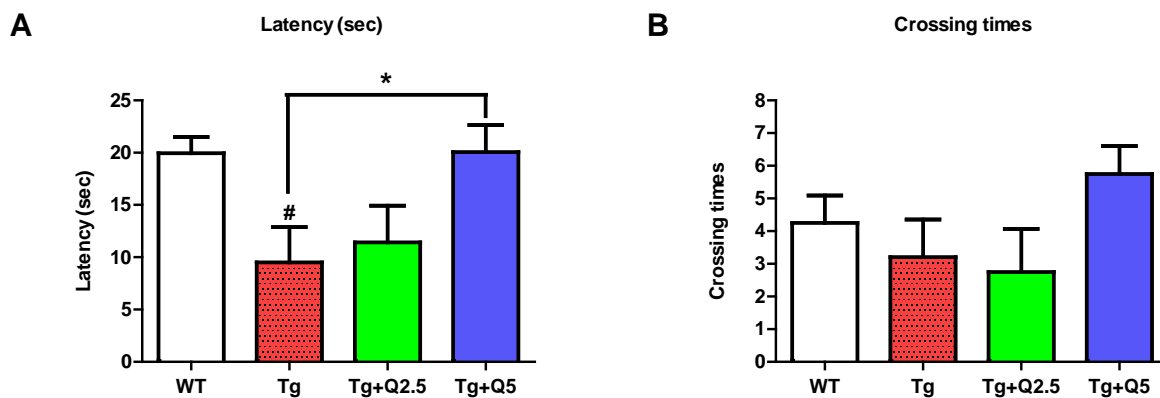 A
Latency (sec)
*
#
Latency (sec)
25
20
15
10
5
0
WT Tg Tg+Q2.5 Tg+Q5
B
Crossing times
Crossing times
8
7
6
5
4
3
2
1
0
WT Tg Tg+Q2.5 Tg+Q5